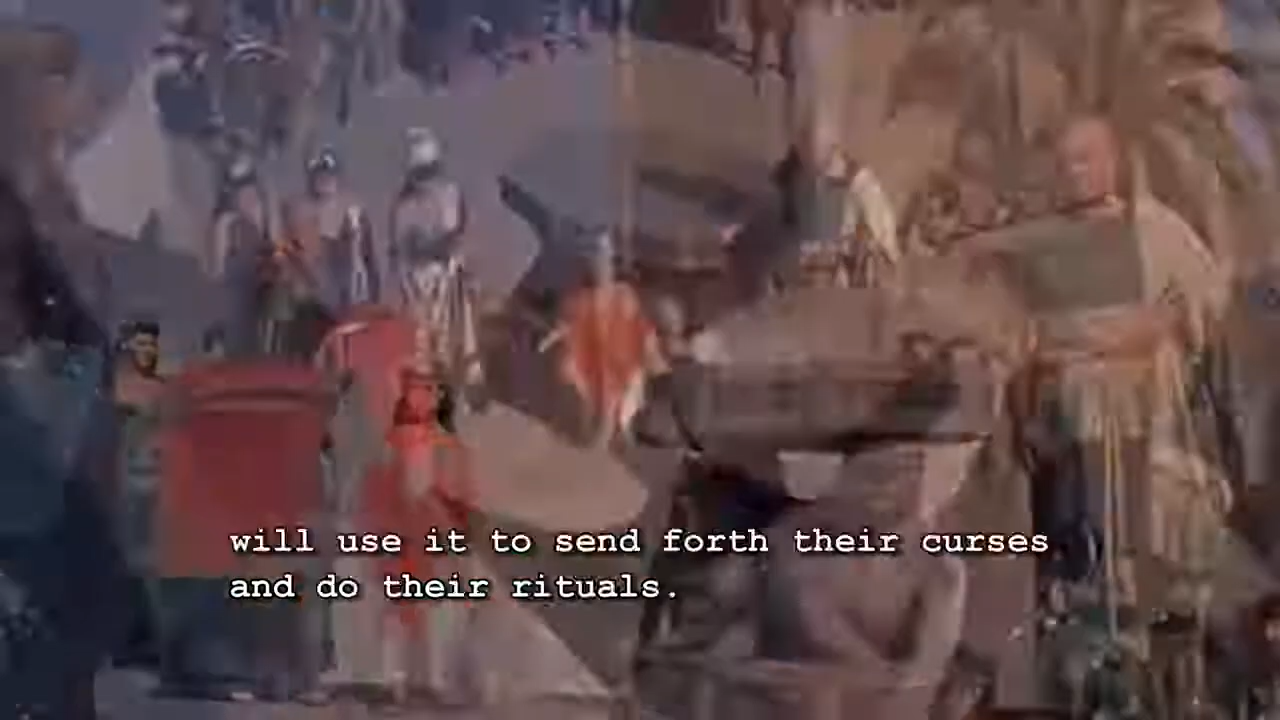 will use it to send forth their curses
and do their rituals.